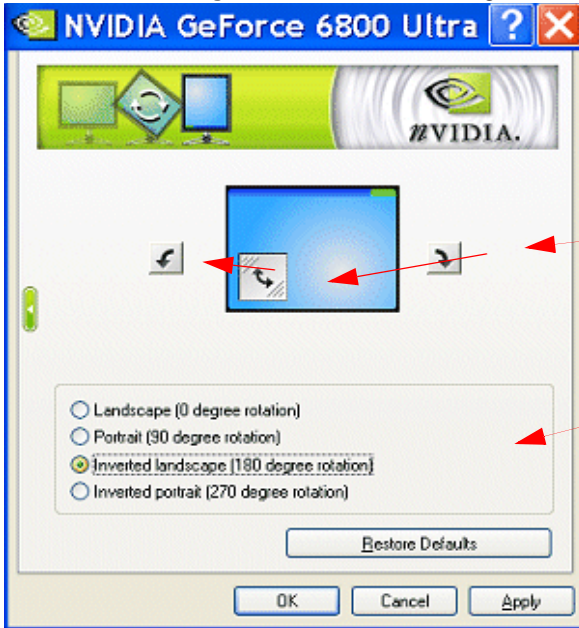 NVIDIA GeForce 6800 Ultra
nVIDIA.
Landscape (0 degree rotation)
Portrait (90 degree rotation)
Inverted landscape (180 degree rotation)
Inverted portrait (270 degree rotation)
Restore Defaults
OK Cancel Apply